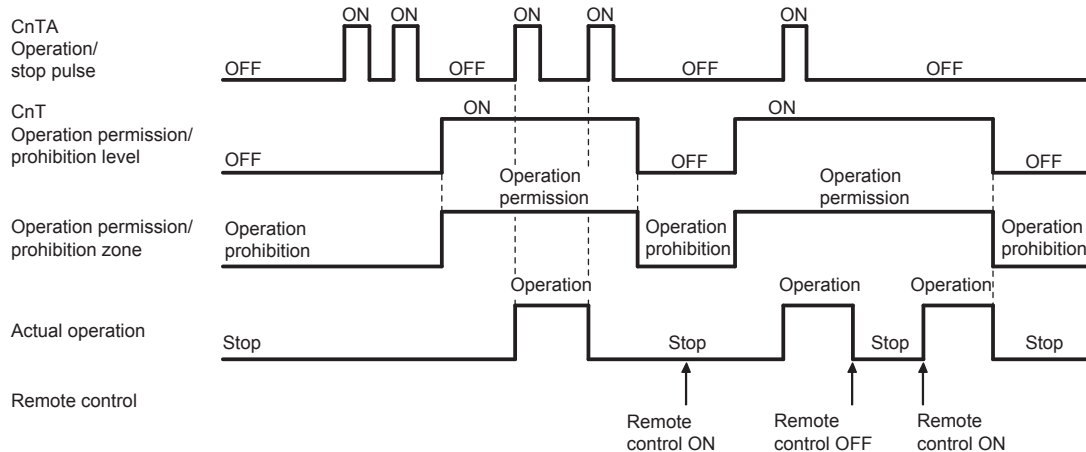 CnTA
Operation/
stop pulse
ON ON ON ON ON
OFF OFF OFF OFF
CnT
Operation permission/
prohibition level
ON ON
OFF OFF OFF
Operation permission/
prohibition zone
Operation
permission
Operation
permission
Operation
prohibition
Operation
prohibition
Operation
prohibition
Actual operation
Operation Operation Operation
Stop Stop Stop Stop
Remote control
Remote
control ON
Remote
control OFF
Remote
control ON